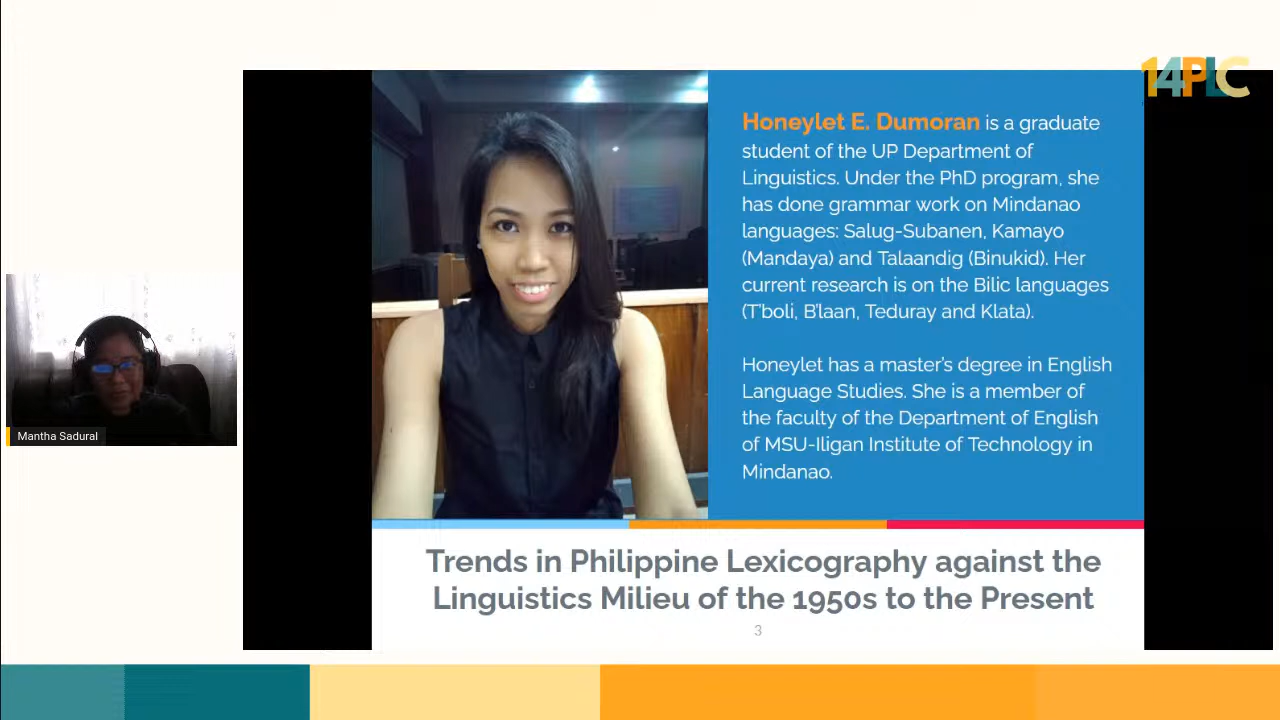 14PLC
Honeylet E. Dumoran is a graduate
student of the UP Department of
Linguistics. Under the PhD program, she
has done grammar work on Mindanao
languages: Salug-Subanen, Kamayo
(Mandaya) and Talaandig (Binukid). Her
current research is on the Bilic languages
(T'boli, B'laan, Teduray and Klata).
Honeylet has a master's degree in English
Language Studies. She is a member of
the faculty of the Department of English
of MSU-Iligan Institute of Technology in
Mindanao.
Mantha Sadural
Trends in Philippine Lexicography against the
Linguistics Milieu of the 1950s to the Present
3